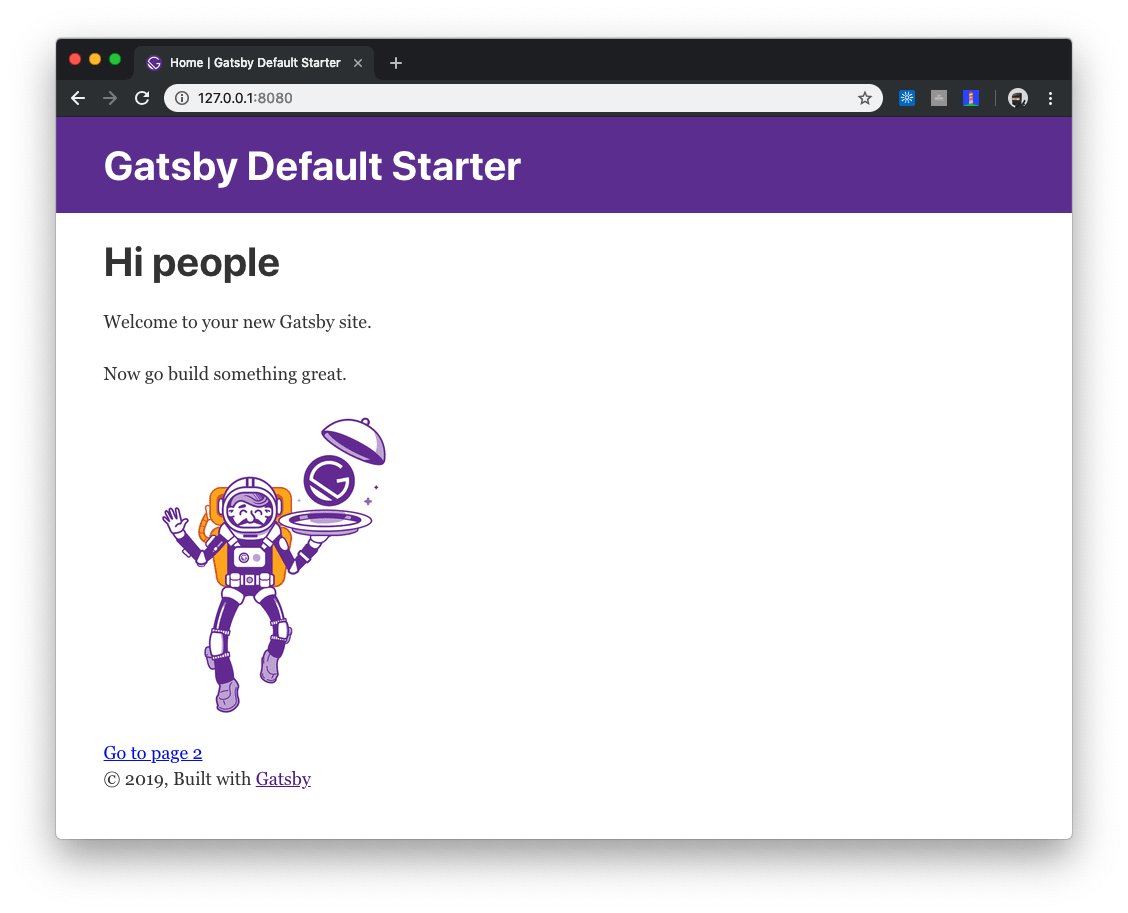 Home | Gatsby Default Starter
127.0.0.1:8080
Gatsby Default Starter
Hi people
Welcome to your new Gatsby site.
Now go build something great.
Go to page 2
© 2019, Built with Gatsby